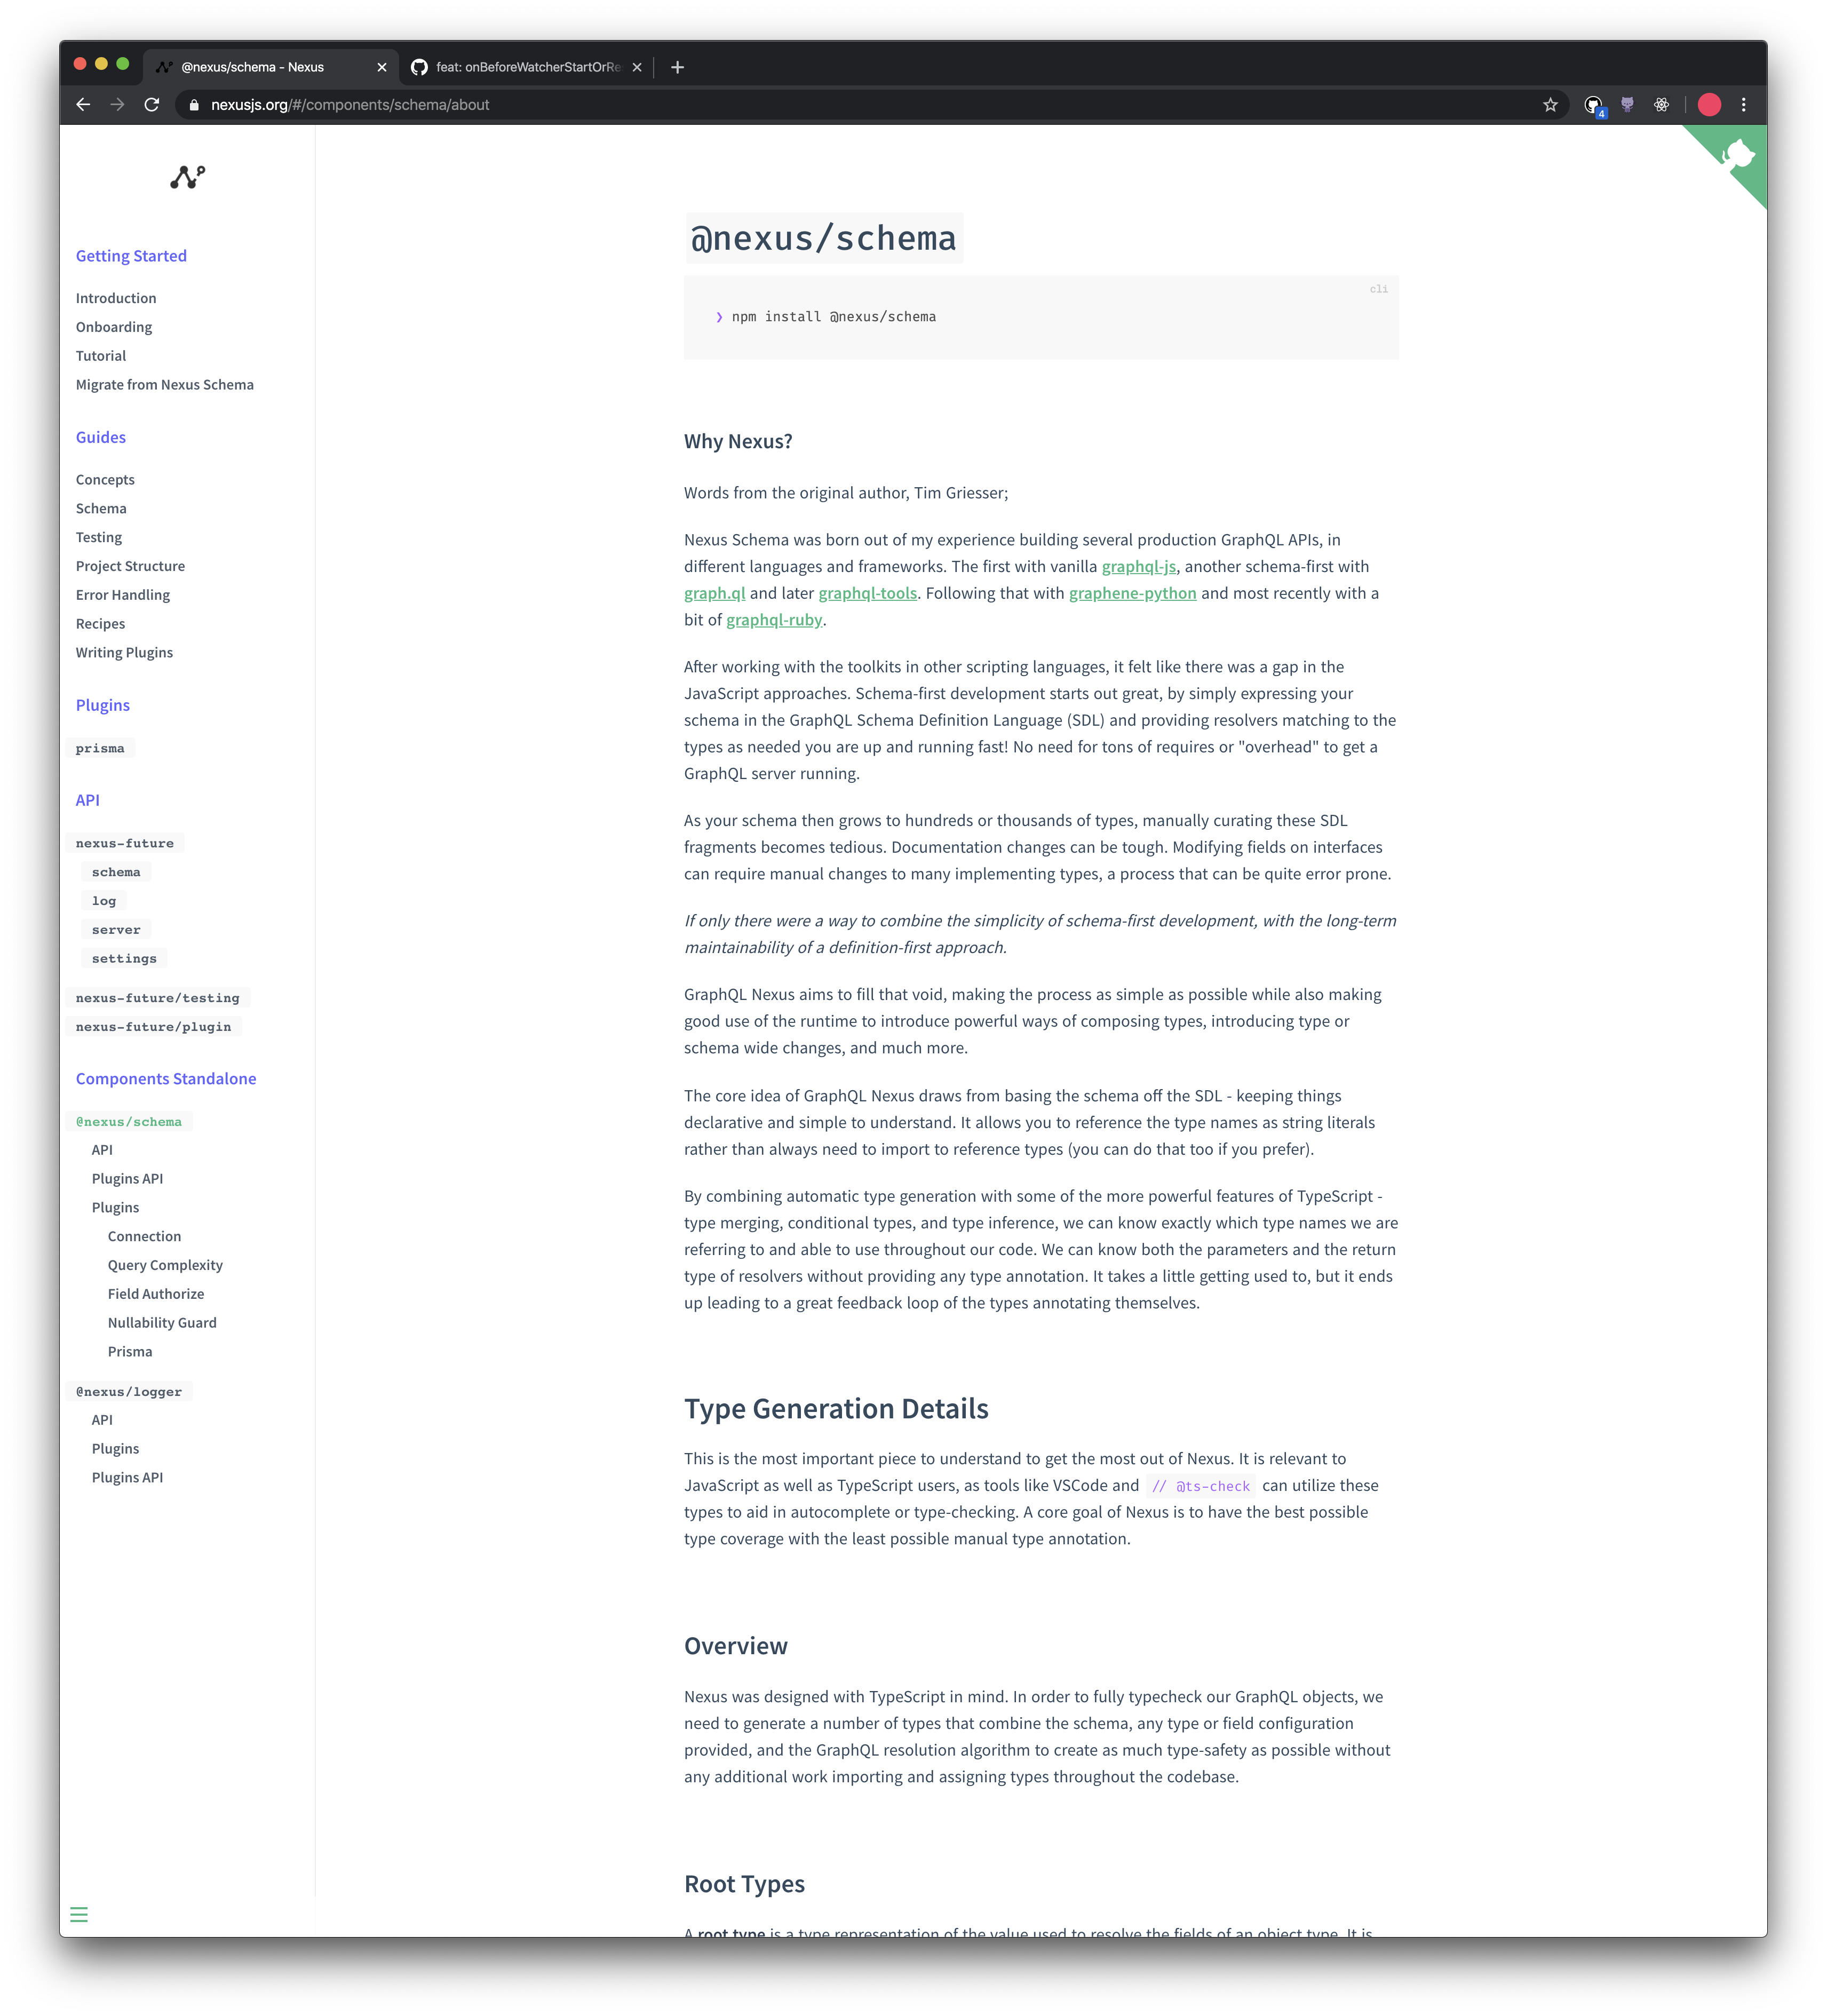 @nexus/schema - Nexus
feat: onBeforeWatcherStartOrRe
nexusjs.org/#/components/schema/about
4
Getting Started
Introduction
Onboarding
Tutorial
Migrate from Nexus Schema
Guides
Concepts
Schema
Testing
Project Structure
Error Handling
Recipes
Writing Plugins
Plugins
prisma
API
nexus-future
schema
log
server
settings
nexus-future/testing
nexus-future/plugin
Components Standalone
@nexus/schema
API
Plugins API
Plugins
Connection
Query Complexity
Field Authorize
Nullability Guard
Prisma
@nexus/logger
API
Plugins
Plugins API
@nexus/schema
cli
❯ npm install @nexus/schema
Why Nexus?
Words from the original author, Tim Griesser;
Nexus Schema was born out of my experience building several production GraphQL APIs, in
different languages and frameworks. The first with vanilla graphql-js, another schema-first with
graph.ql and later graphql-tools. Following that with graphene-python and most recently with a
bit of graphql-ruby.
After working with the toolkits in other scripting languages, it felt like there was a gap in the
JavaScript approaches. Schema-first development starts out great, by simply expressing your
schema in the GraphQL Schema Definition Language (SDL) and providing resolvers matching to the
types as needed you are up and running fast! No need for tons of requires or "overhead" to get a
GraphQL server running.
As your schema then grows to hundreds or thousands of types, manually curating these SDL
fragments becomes tedious. Documentation changes can be tough. Modifying fields on interfaces
can require manual changes to many implementing types, a process that can be quite error prone.
If only there were a way to combine the simplicity of schema-first development, with the long-term
maintainability of a definition-first approach.
GraphQL Nexus aims to fill that void, making the process as simple as possible while also making
good use of the runtime to introduce powerful ways of composing types, introducing type or
schema wide changes, and much more.
The core idea of GraphQL Nexus draws from basing the schema off the SDL - keeping things
declarative and simple to understand. It allows you to reference the type names as string literals
rather than always need to import to reference types (you can do that too if you prefer).
By combining automatic type generation with some of the more powerful features of TypeScript -
type merging, conditional types, and type inference, we can know exactly which type names we are
referring to and able to use throughout our code. We can know both the parameters and the return
type of resolvers without providing any type annotation. It takes a little getting used to, but it ends
up leading to a great feedback loop of the types annotating themselves.
Type Generation Details
This is the most important piece to understand to get the most out of Nexus. It is relevant to
JavaScript as well as TypeScript users, as tools like VSCode and // @ts-check can utilize these
types to aid in autocomplete or type-checking. A core goal of Nexus is to have the best possible
type coverage with the least possible manual type annotation.
Overview
Nexus was designed with TypeScript in mind. In order to fully typecheck our GraphQL objects, we
need to generate a number of types that combine the schema, any type or field configuration
provided, and the GraphQL resolution algorithm to create as much type-safety as possible without
any additional work importing and assigning types throughout the codebase.
Root Types
A root type is a type representation of the value used to resolve the fields of an object type. It is